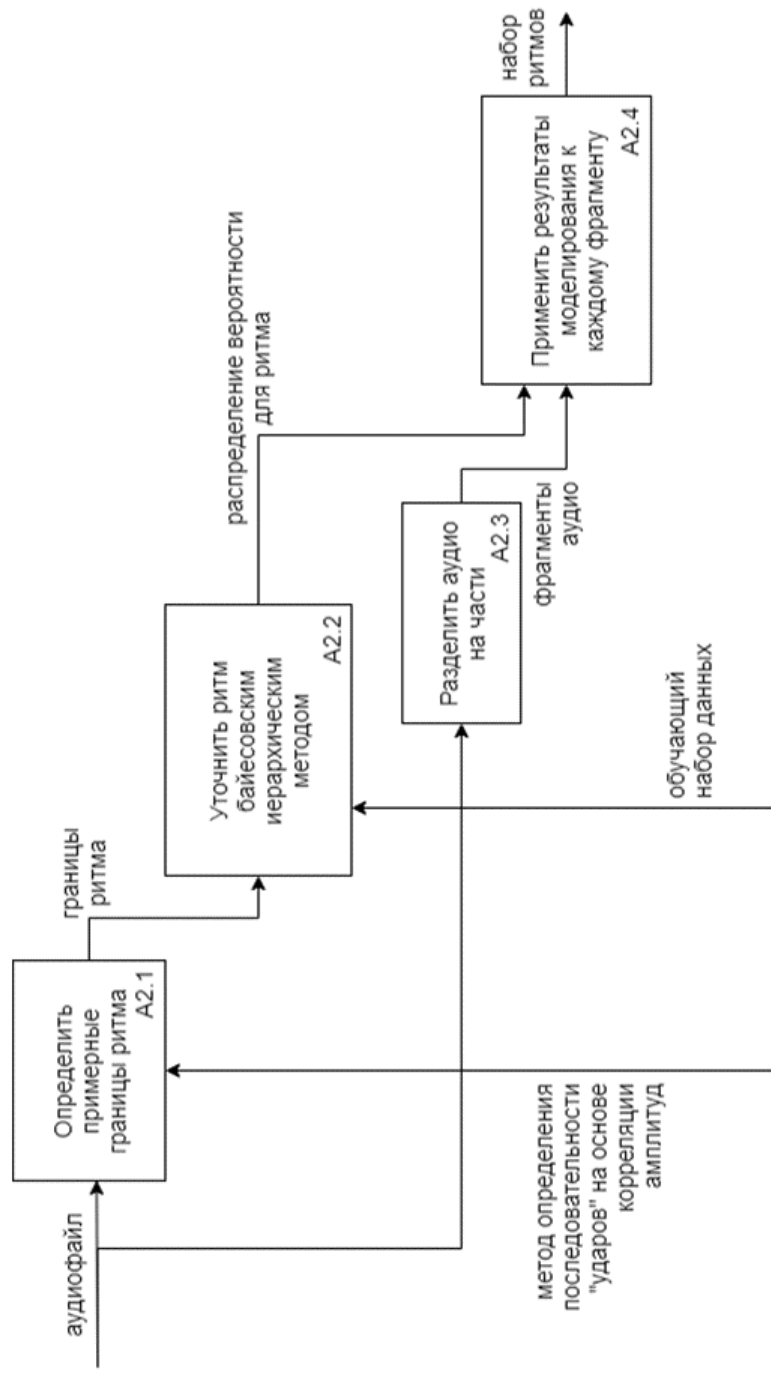 аудиофайл
Определить
примерные
границы ритма
A2.1
границы
ритма
Уточнить ритм
байесовским
иерархическим
методом
A2.2
распределение вероятности
для ритма
Разделить аудио
на части
A2.3
фрагменты
аудио
Применить результаты
моделирования к
каждому фрагменту
A2.4
набор
ритмов
метод определения
последовательности
"ударов" на основе
корреляции
амплитуд
обучающий
набор данных